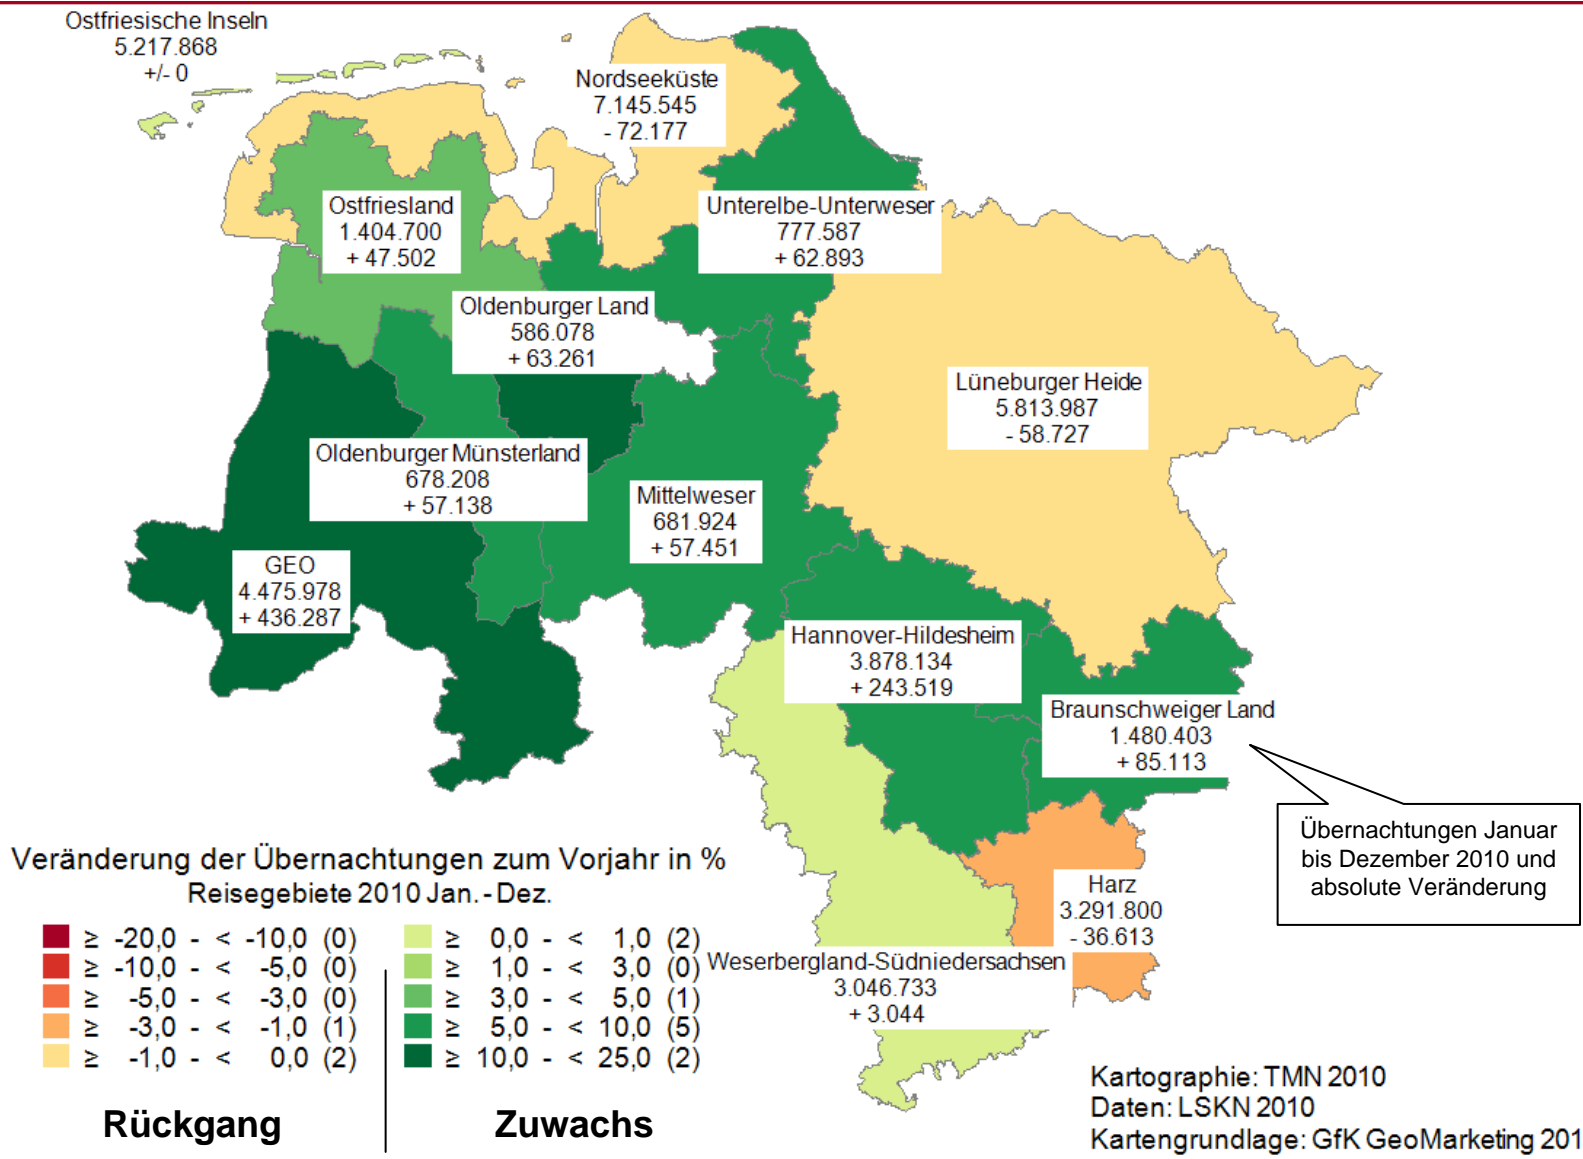 Ostfriesische Inseln
5.217.868
+/- 0
Nordseeküste
7.145.545
- 72.177
Ostfriesland
1.404.700
+ 47.502
Unterelbe-Unterweser
777.587
+ 62.893
Oldenburger Land
586.078
+ 63.261
Lüneburger Heide
5.813.987
- 58.727
Oldenburger Münsterland
678.208
+ 57.138
Mittelweser
681.924
+ 57.451
GEO
4.475.978
+ 436.287
Hannover-Hildesheim
3.878.134
+ 243.519
Braunschweiger Land
1.480.403
+ 85.113
Übernachtungen Januar
bis Dezember 2010 und
absolute Veränderung
Harz
3.291.800
- 36.613
Weserbergland-Südniedersachsen
3.046.733
+ 3.044
Veränderung der Übernachtungen zum Vorjahr in %
Reisegebiete 2010 Jan. - Dez.
≥ -20,0 - < -10,0 (0)
≥ -10,0 - < -5,0 (0)
≥ -5,0 - < -3,0 (0)
≥ -3,0 - < -1,0 (1)
≥ -1,0 - < 0,0 (2)
Rückgang
≥ 0,0 - < 1,0 (2)
≥ 1,0 - < 3,0 (0)
≥ 3,0 - < 5,0 (1)
≥ 5,0 - < 10,0 (5)
≥ 10,0 - < 25,0 (2)
Zuwachs
Kartographie: TMN 2010
Daten: LSKN 2010
Kartengrundlage: GfK GeoMarketing 201